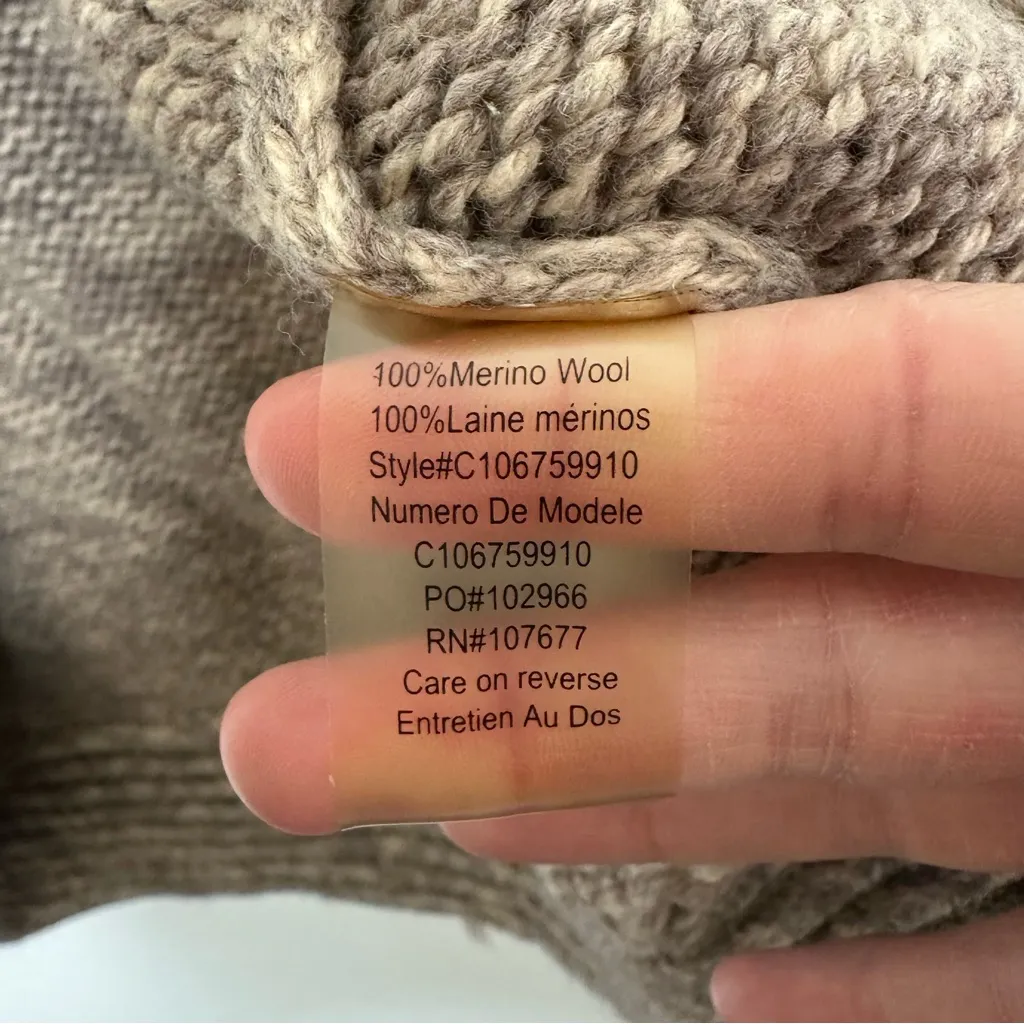 100%Merino Wool
100%Laine mérinos
Style#C106759910
Numero De Modele
C106759910
PO#102966
RN#107677
Care on reverse
Entretien Au Dos